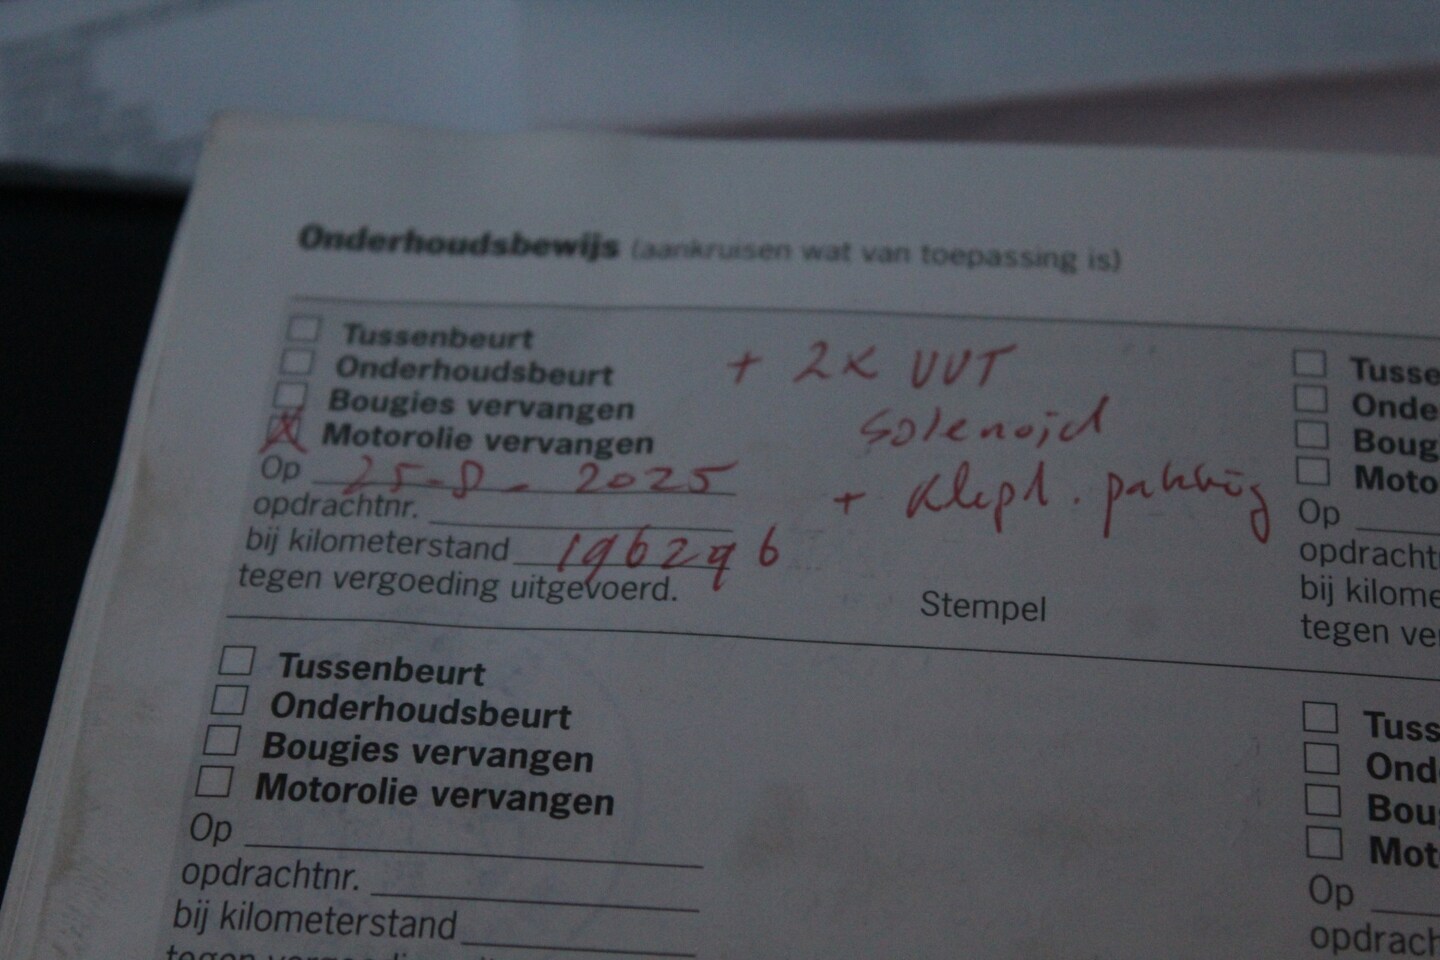 Onderhoudsbewijs (aankruisen wat van toepassing is)
Tussenbeurt
Onderhoudsbeurt
Bougies vervangen
Motorolie vervangen
Op 25-8-2025
opdrachtnr.
bij kilometerstand 196296
tegen vergoeding uitgevoerd.
+ 2x VVT
solenoid
+ klepd. pakking
Stempel
Tusse
Onde
Boug
Moto
Op
opdracht
bij kilome
tegen ve
Tussenbeurt
Onderhoudsbeurt
Bougies vervangen
Motorolie vervangen
Op
opdrachtnr.
bij kilometerstand
Tuss
Ond
Boug
Mot
Op
opdrach